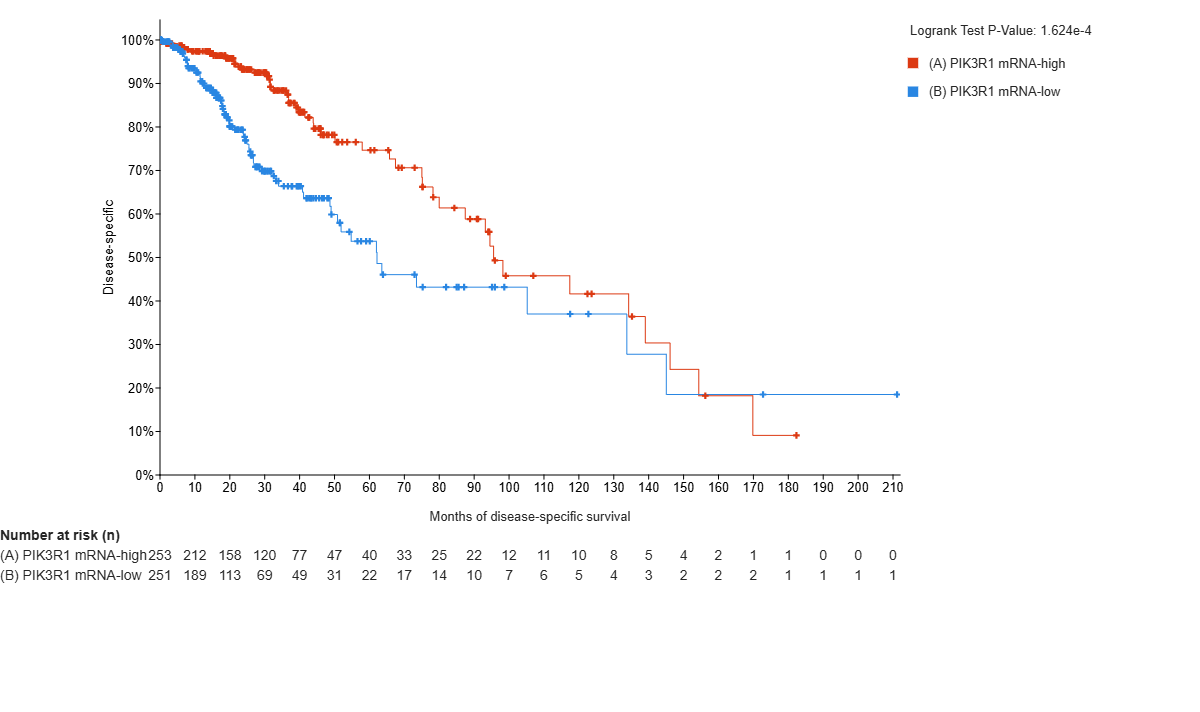 Logrank Test P-Value: 1.624e-4
(A) PIK3R1 mRNA-high
(B) PIK3R1 mRNA-low
100%
90%
80%
70%
60%
50%
40%
30%
20%
10%
0%
Disease-specific
0 10 20 30 40 50 60 70 80 90 100 110 120 130 140 150 160 170 180 190 200 210
Months of disease-specific survival
Number at risk (n)
(A) PIK3R1 mRNA-high 253 212 158 120 77 47 40 33 25 22 12 11 10 8 5 4 2 1 1 0 0 0
(B) PIK3R1 mRNA-low 251 189 113 69 49 31 22 17 14 10 7 6 5 4 3 2 2 2 1 1 1 1